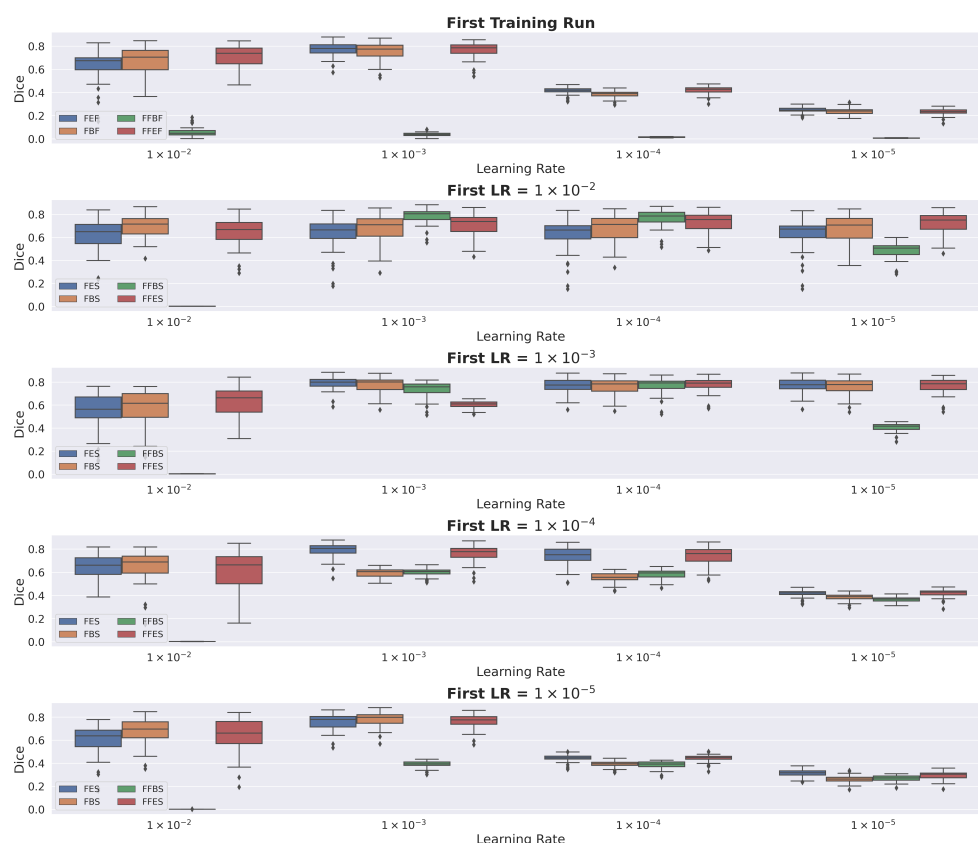 First Training Run
Dice
0.8
0.6
0.4
0.2
0.0
FEF FFBF
FBF FFEF
1 × 10⁻² 1 × 10⁻³ 1 × 10⁻⁴ 1 × 10⁻⁵
Learning Rate
First LR = 1 × 10⁻²
Dice
0.8
0.6
0.4
0.2
0.0
FES FFBS
FBS FFES
1 × 10⁻² 1 × 10⁻³ 1 × 10⁻⁴ 1 × 10⁻⁵
Learning Rate
First LR = 1 × 10⁻³
Dice
0.8
0.6
0.4
0.2
0.0
FES FFBS
FBS FFES
1 × 10⁻² 1 × 10⁻³ 1 × 10⁻⁴ 1 × 10⁻⁵
Learning Rate
First LR = 1 × 10⁻⁴
Dice
0.8
0.6
0.4
0.2
0.0
FES FFBS
FBS FFES
1 × 10⁻² 1 × 10⁻³ 1 × 10⁻⁴ 1 × 10⁻⁵
Learning Rate
First LR = 1 × 10⁻⁵
Dice
0.8
0.6
0.4
0.2
0.0
FES FFBS
FBS FFES
1 × 10⁻² 1 × 10⁻³ 1 × 10⁻⁴ 1 × 10⁻⁵
Learning Rate